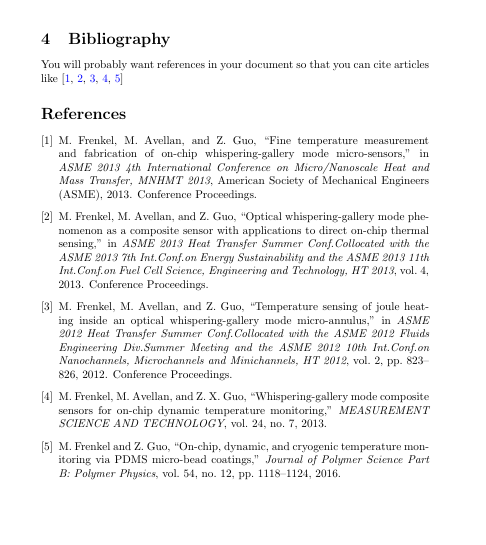 4 Bibliography
You will probably want references in your document so that you can cite articles
like [1, 2, 3, 4, 5]
References
[1] M. Frenkel, M. Avellan, and Z. Guo, “Fine temperature measurement
and fabrication of on-chip whispering-gallery mode micro-sensors,” in
ASME 2013 4th International Conference on Micro/Nanoscale Heat and
Mass Transfer, MNHMT 2013, American Society of Mechanical Engineers
(ASME), 2013. Conference Proceedings.
[2] M. Frenkel, M. Avellan, and Z. Guo, “Optical whispering-gallery mode phe-
nomenon as a composite sensor with applications to direct on-chip thermal
sensing,” in ASME 2013 Heat Transfer Summer Conf.Collocated with the
ASME 2013 7th Int.Conf.on Energy Sustainability and the ASME 2013 11th
Int.Conf.on Fuel Cell Science, Engineering and Technology, HT 2013, vol. 4,
2013. Conference Proceedings.
[3] M. Frenkel, M. Avellan, and Z. Guo, “Temperature sensing of joule heat-
ing inside an optical whispering-gallery mode micro-annulus,” in ASME
2012 Heat Transfer Summer Conf.Collocated with the ASME 2012 Fluids
Engineering Div.Summer Meeting and the ASME 2012 10th Int.Conf.on
Nanochannels, Microchannels and Minichannels, HT 2012, vol. 2, pp. 823–
826, 2012. Conference Proceedings.
[4] M. Frenkel, M. Avellan, and Z. X. Guo, “Whispering-gallery mode composite
sensors for on-chip dynamic temperature monitoring,” MEASUREMENT
SCIENCE AND TECHNOLOGY, vol. 24, no. 7, 2013.
[5] M. Frenkel and Z. Guo, “On-chip, dynamic, and cryogenic temperature mon-
itoring via PDMS micro-bead coatings,” Journal of Polymer Science Part
B: Polymer Physics, vol. 54, no. 12, pp. 1118–1124, 2016.